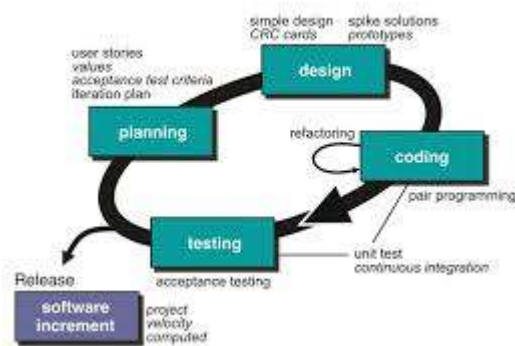 simple design
CRC cards
spike solutions
prototypes
user stories
values
acceptance test criteria
iteration plan
design
planning
refactoring
coding
pair programming
testing
unit test
continuous integration
acceptance testing
Release
software
increment
project
velocity
computed